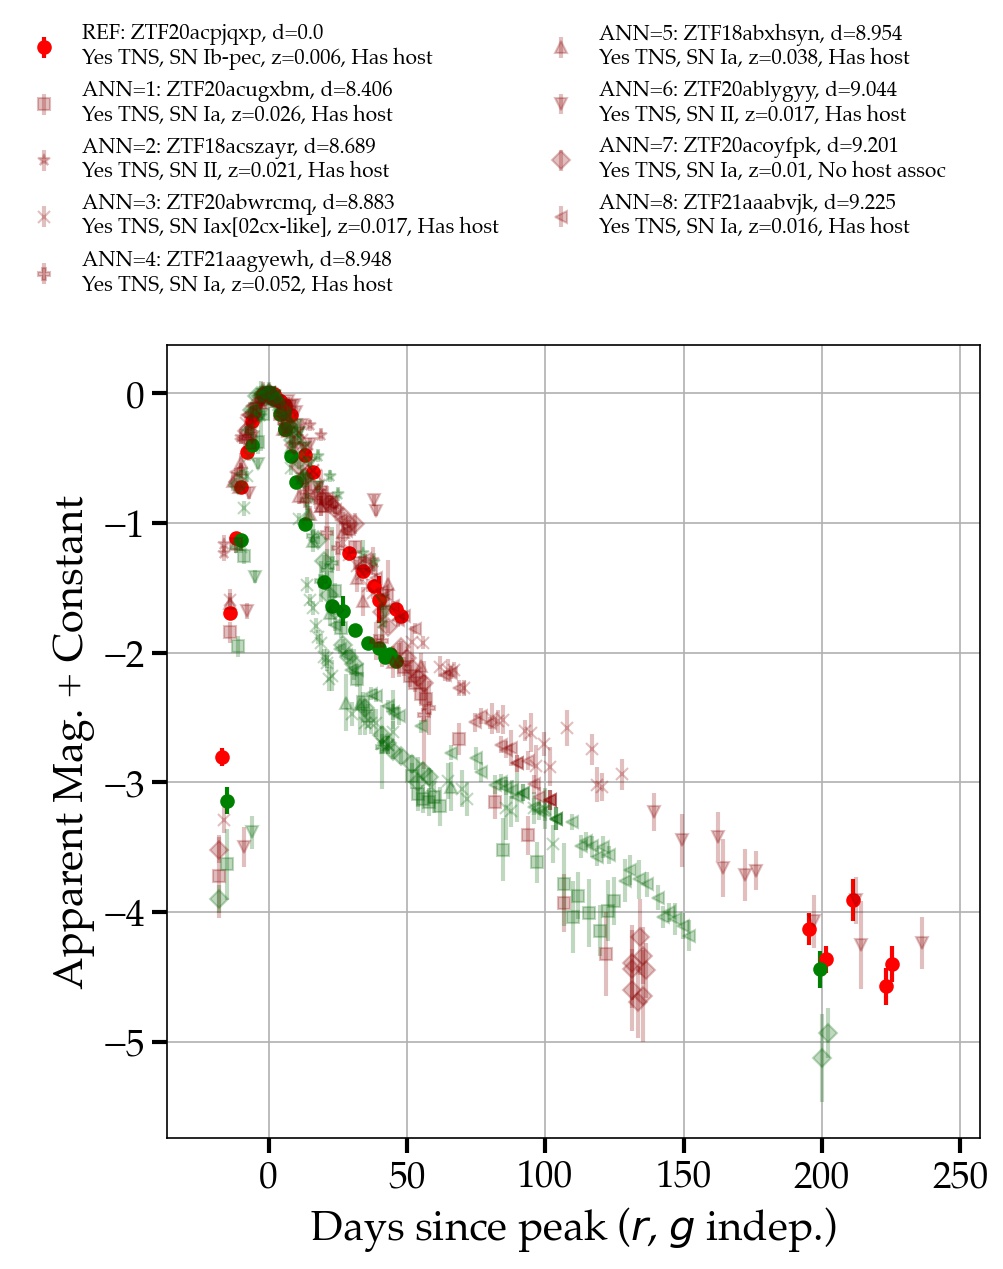 REF: ZTF20acpjqxp, d=0.0
Yes TNS, SN Ib-pec, z=0.006, Has host
ANN=1: ZTF20acugxbm, d=8.406
Yes TNS, SN Ia, z=0.026, Has host
ANN=2: ZTF18acszayr, d=8.689
Yes TNS, SN II, z=0.021, Has host
ANN=3: ZTF20abwrcmq, d=8.883
Yes TNS, SN Iax[02cx-like], z=0.017, Has host
ANN=4: ZTF21aagyewh, d=8.948
Yes TNS, SN Ia, z=0.052, Has host
ANN=5: ZTF18abxhsyn, d=8.954
Yes TNS, SN Ia, z=0.038, Has host
ANN=6: ZTF20ablygyy, d=9.044
Yes TNS, SN II, z=0.017, Has host
ANN=7: ZTF20acoyfpk, d=9.201
Yes TNS, SN Ia, z=0.01, No host assoc
ANN=8: ZTF21aaabvjk, d=9.225
Yes TNS, SN Ia, z=0.016, Has host
Apparent Mag. + Constant
0
−1
−2
−3
−4
−5
0 50 100 150 200 250
Days since peak (r, g indep.)